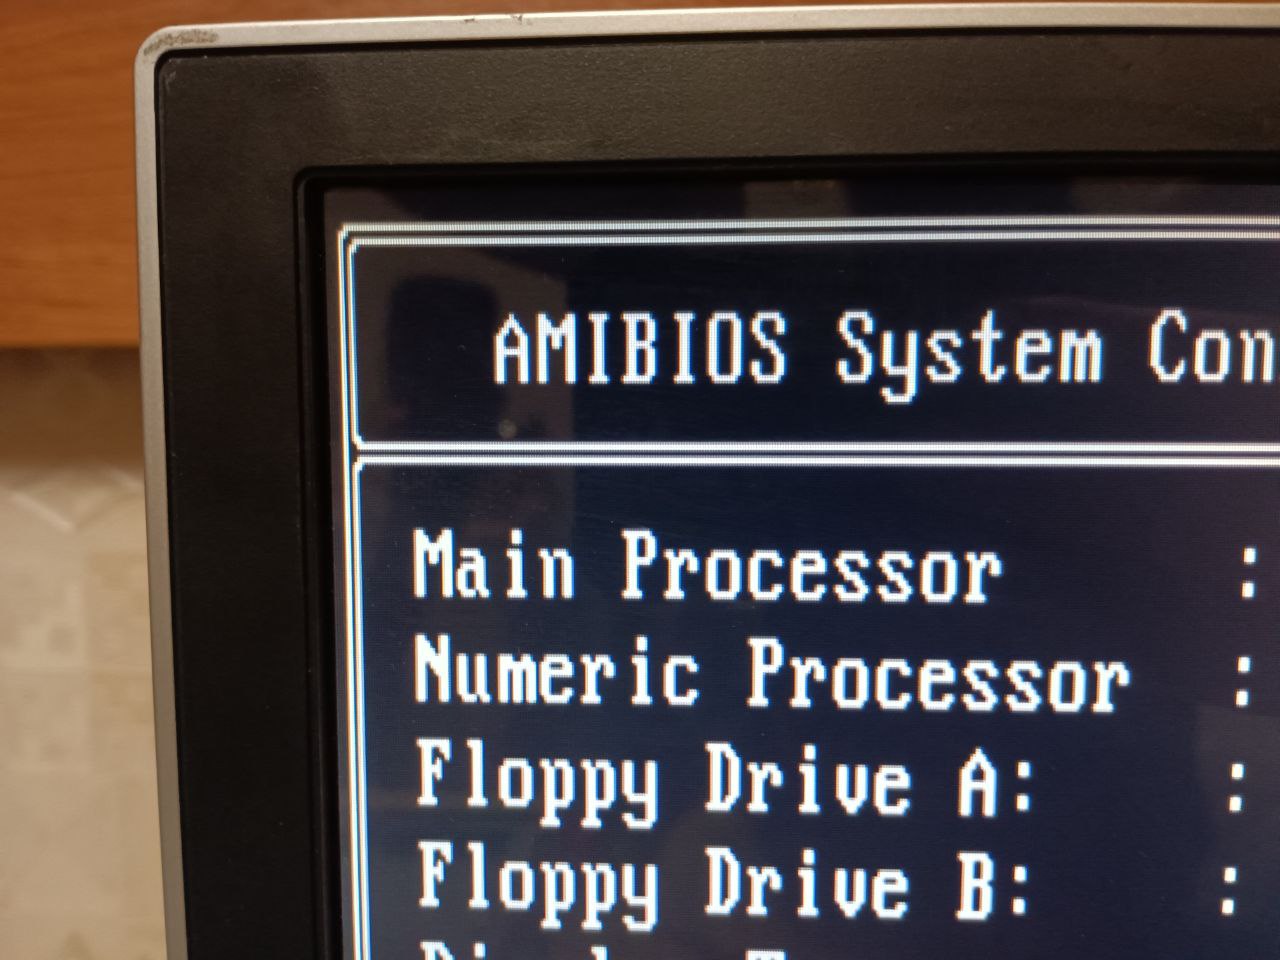 AMIBIOS System Con
Main Processor :
Numeric Processor :
Floppy Drive A: :
Floppy Drive B: :